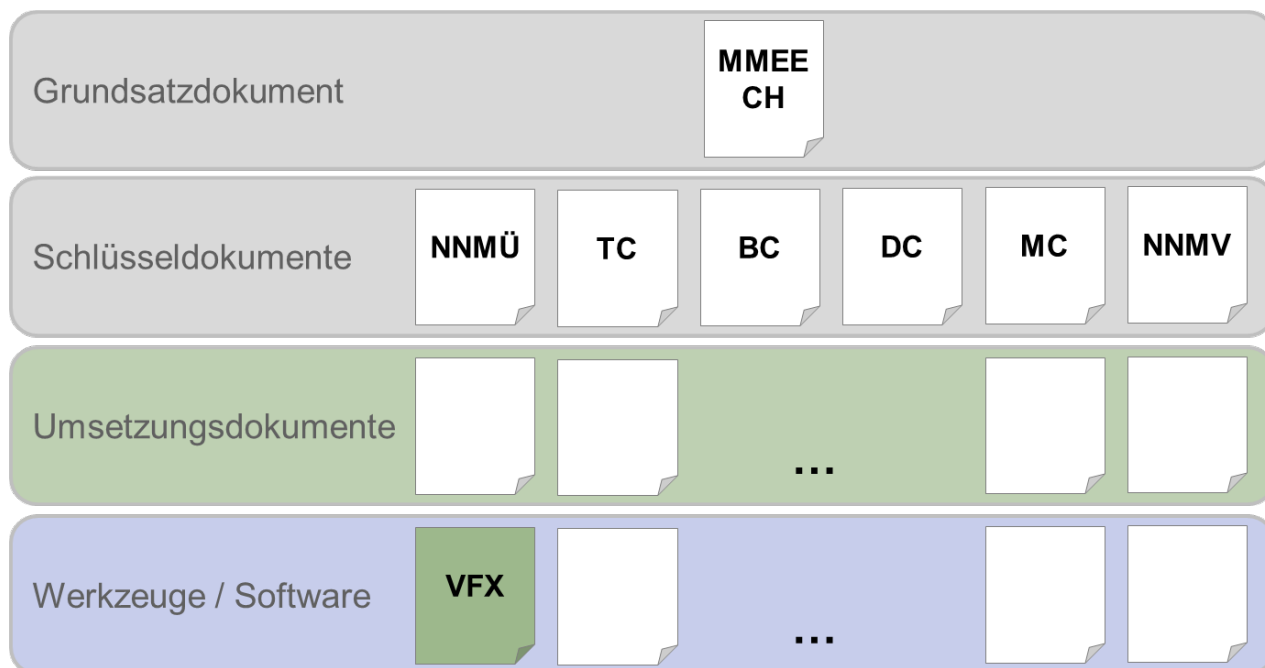 Grundsatzdokument
MMEE
CH
Schlüsseldokumente
NNMÜ
TC
BC
DC
MC
NNMV
Umsetzungsdokumente
...
Werkzeuge / Software
VFX
...